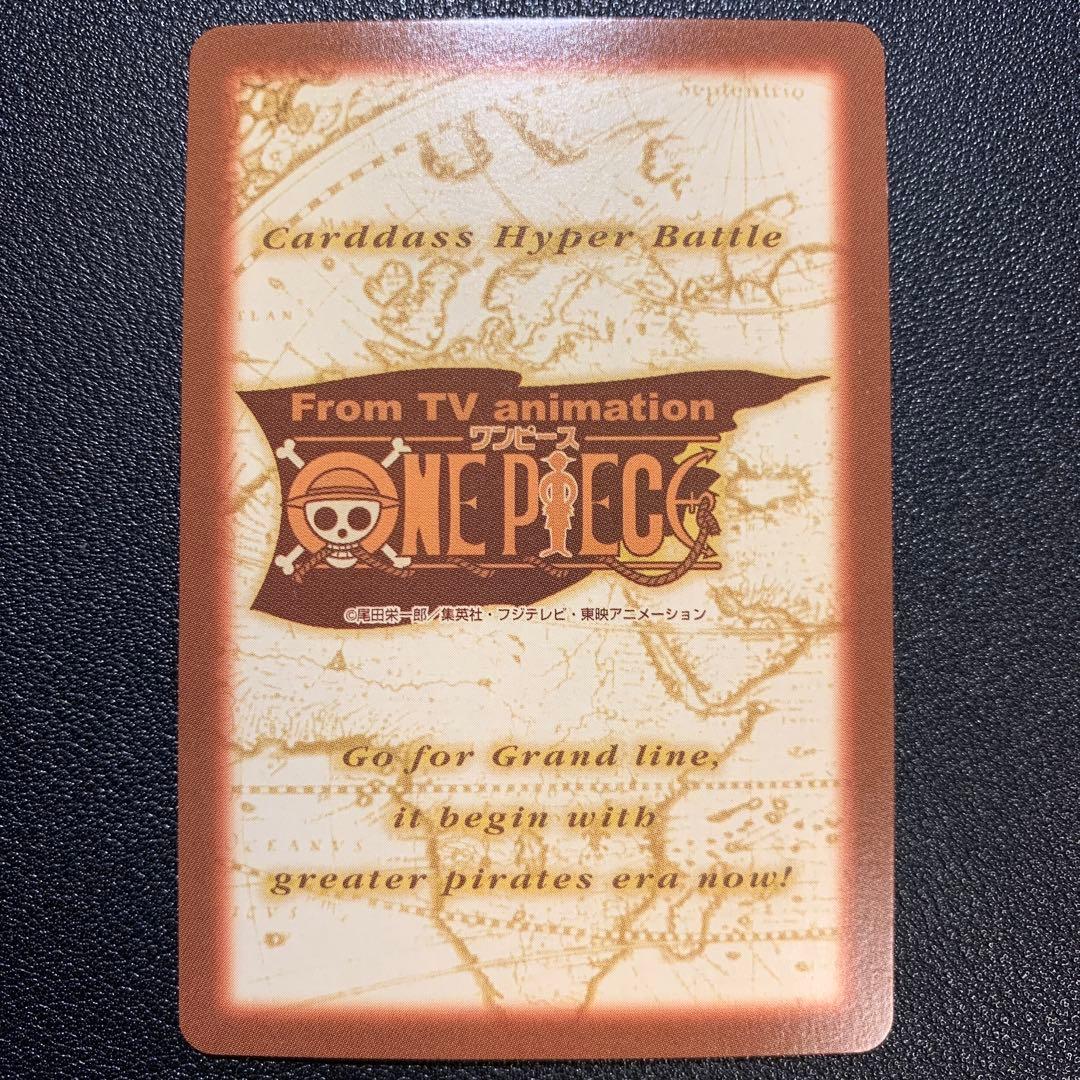 Septentrio
Carddass Hyper Battle
TLAN
From TV animation
ワンピース
ONE PIECE
©尾田栄一郎/集英社・フジテレビ・東映アニメーション
Go for Grand line,
it begin with
CEANVS
greater pirates era now!